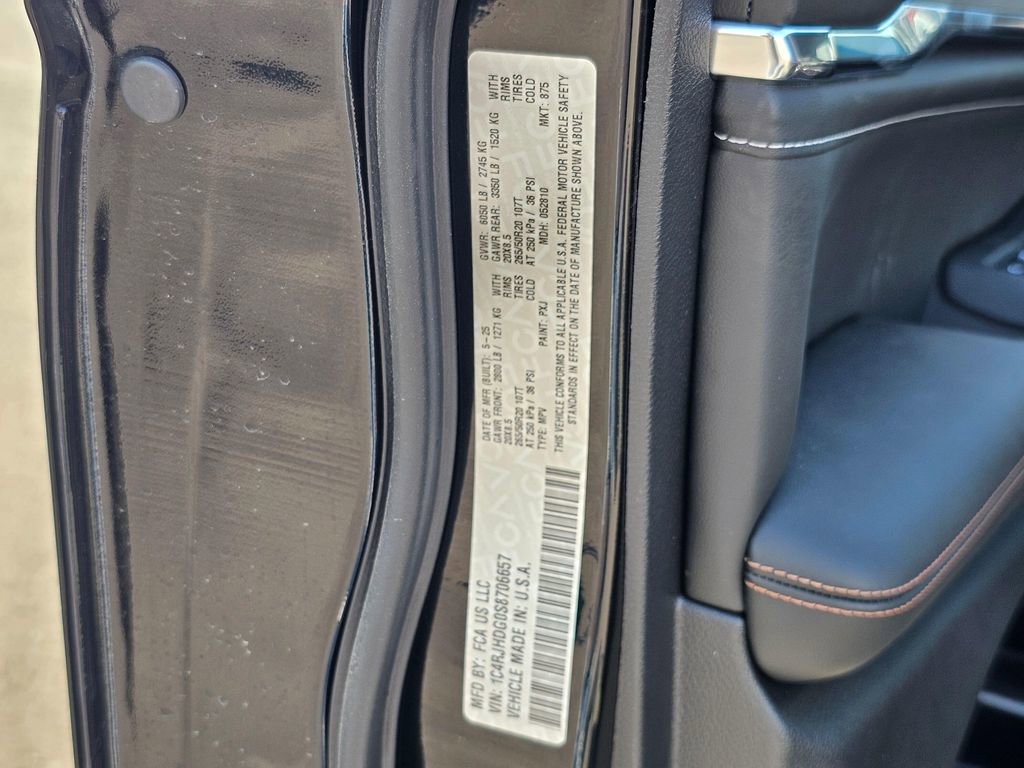 MFD BY: FCA US LLC
VIN: 1C4RJHDG0S8706657
VEHICLE MADE IN: U.S.A.
DATE OF MFR (BUILT): 5-25 GVWR: 6050 LB / 2745 KG
GAWR FRONT: 2800 LB / 1271 KG WITH GAWR REAR: 3350 LB / 1520 KG WITH
20X8.5 RIMS 20X8.5 RIMS
265/50R20 107T TIRES 265/50R20 107T TIRES
AT 250 kPa / 36 PSI COLD AT 250 kPa / 36 PSI COLD
TYPE: MPV PAINT: PXJ MDH: 052810 MKT: 875
THIS VEHICLE CONFORMS TO ALL APPLICABLE U.S.A. FEDERAL MOTOR VEHICLE SAFETY
STANDARDS IN EFFECT ON THE DATE OF MANUFACTURE SHOWN ABOVE.